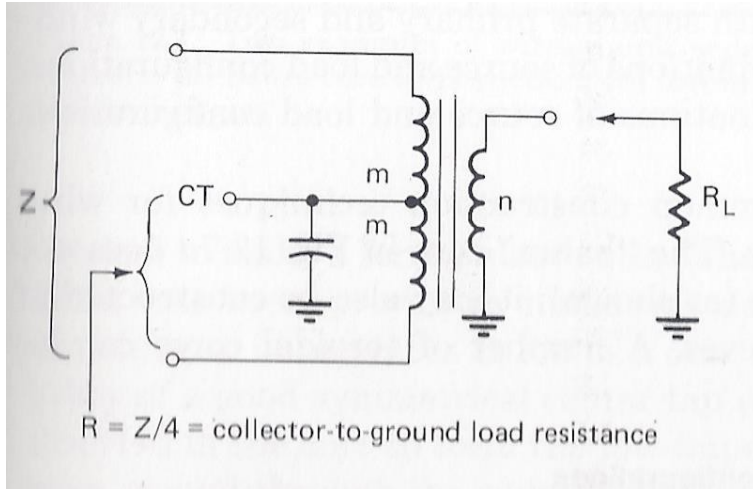 Z
CT
m
m
n
R_L
R = Z/4 = collector-to-ground load resistance